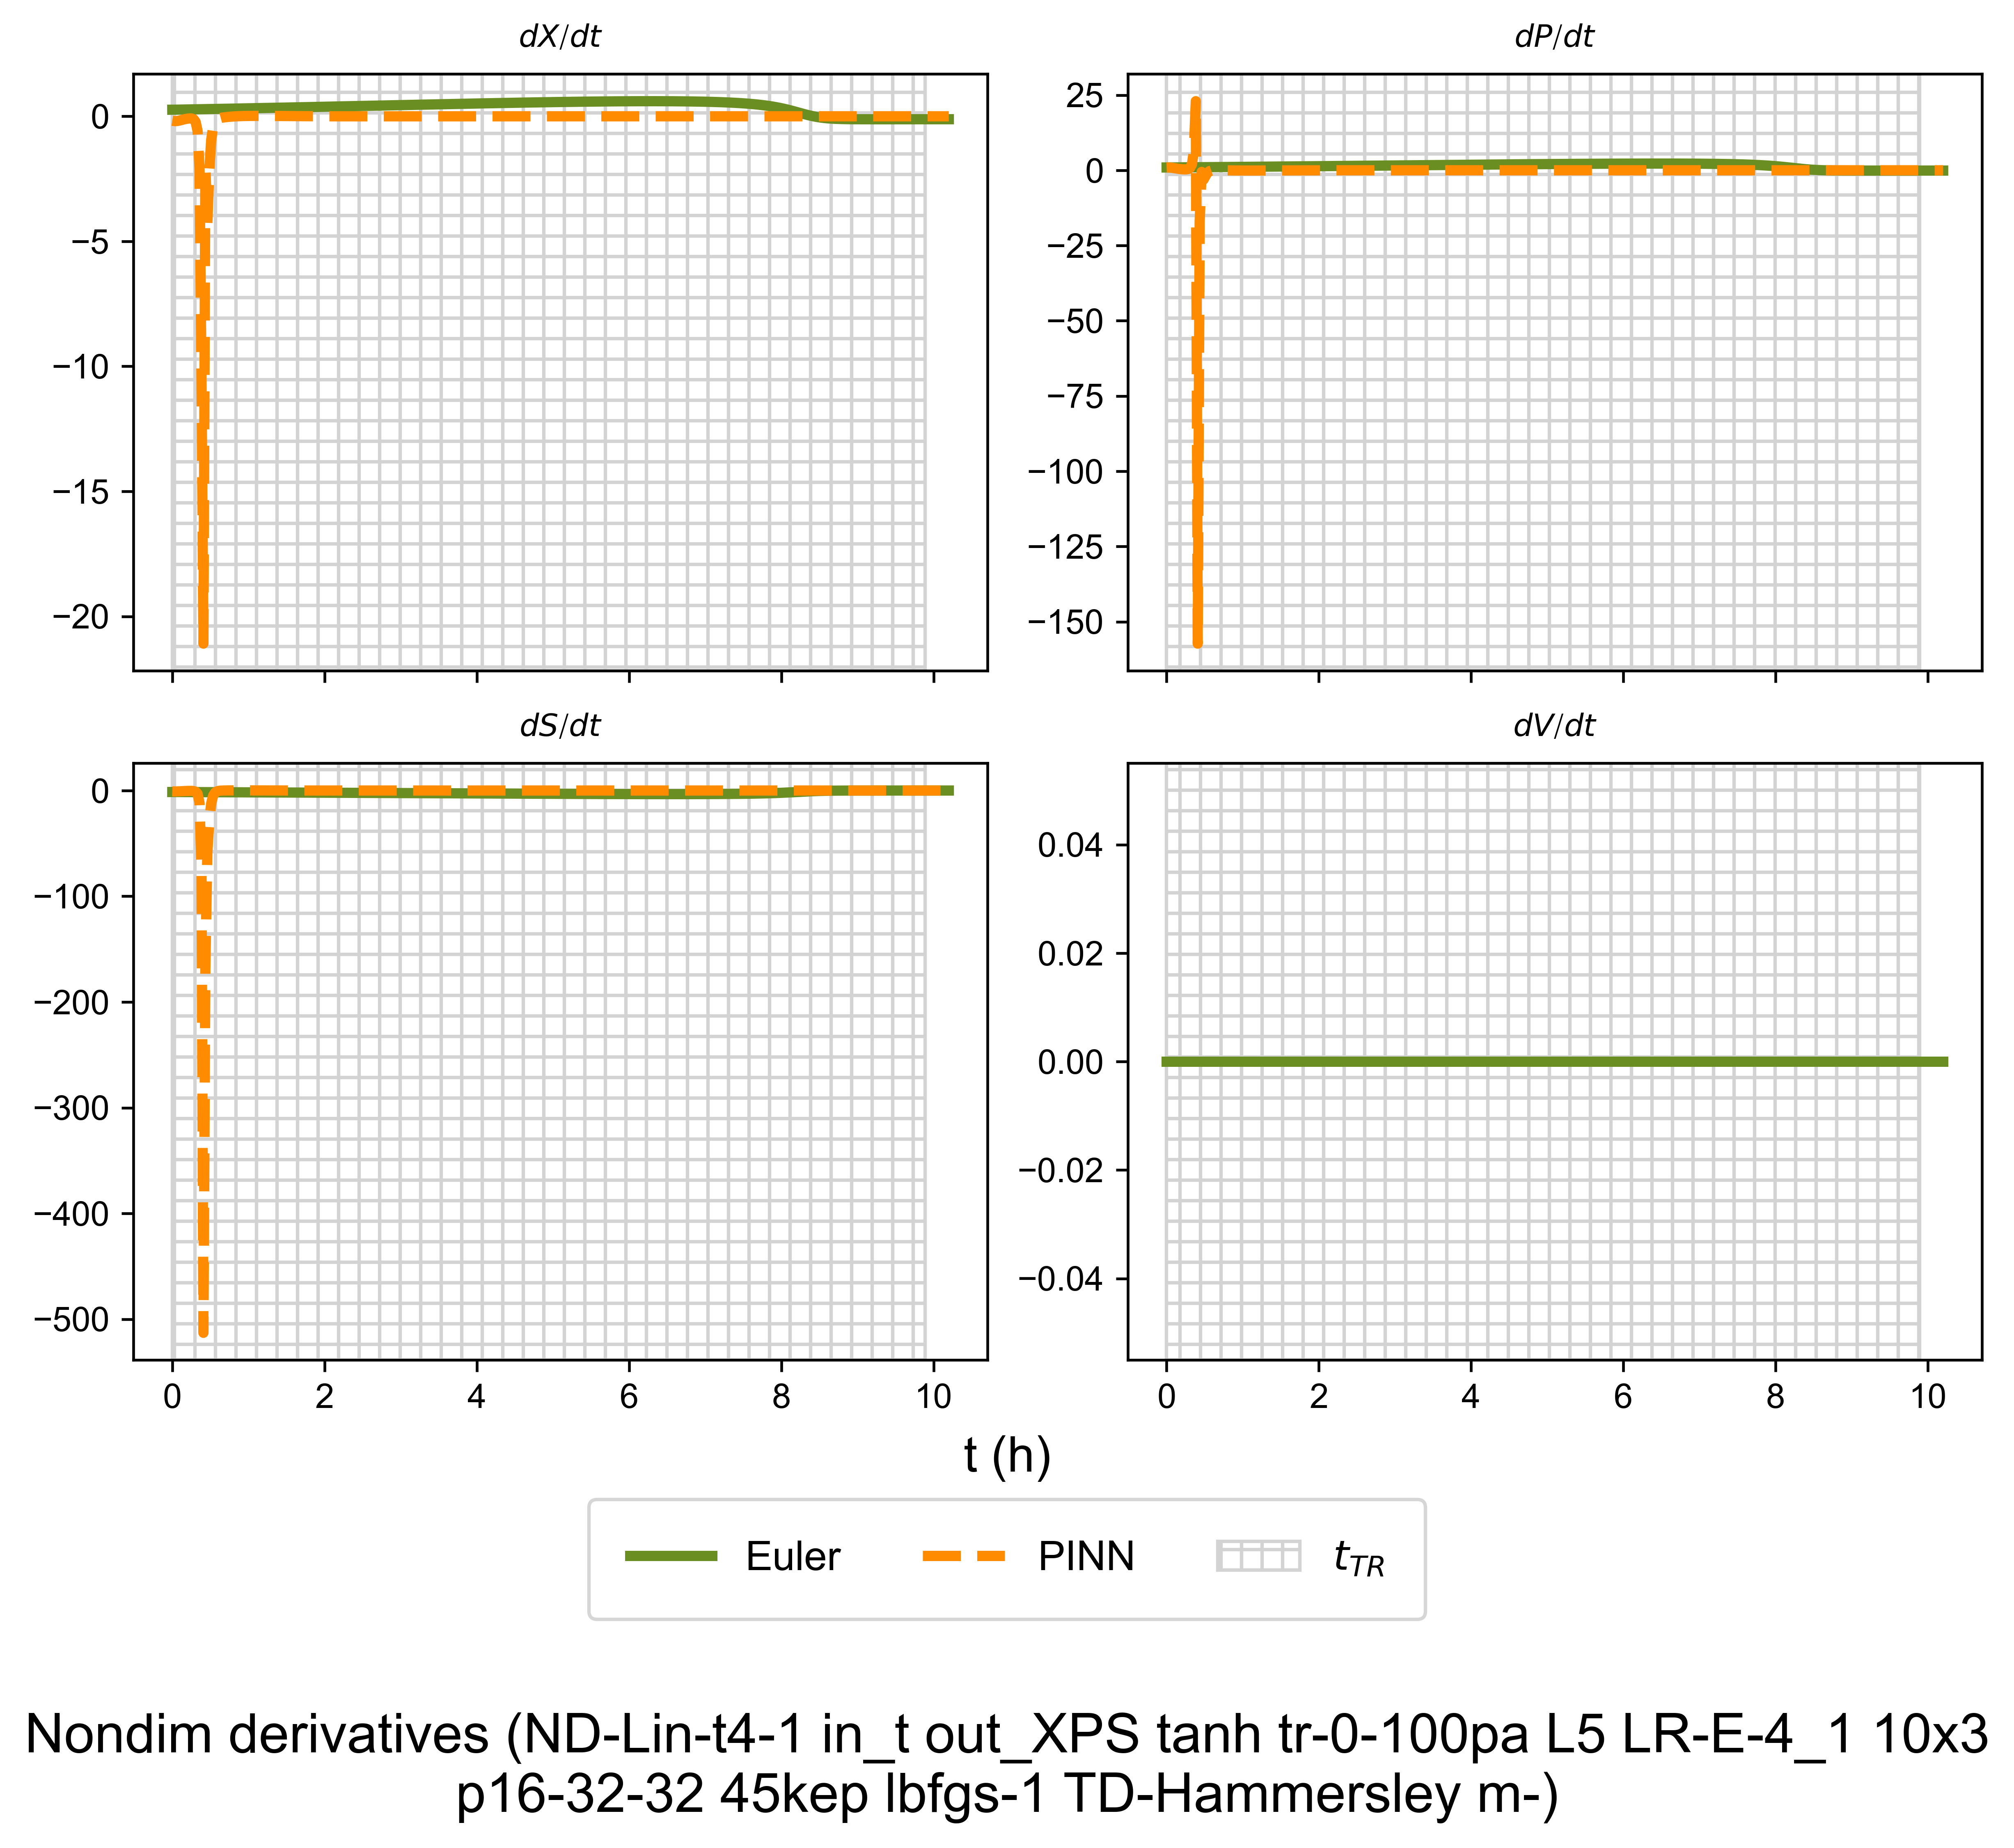 dX/dt
dP/dt
0
−5
−10
−15
−20
25
0
−25
−50
−75
−100
−125
−150
dS/dt
dV/dt
0
−100
−200
−300
−400
−500
0.04
0.02
0.00
−0.02
−0.04
0 2 4 6 8 10
0 2 4 6 8 10
t (h)
Euler PINN t_TR
Nondim derivatives (ND-Lin-t4-1 in_t out_XPS tanh tr-0-100pa L5 LR-E-4_1 10x3
p16-32-32 45kep lbfgs-1 TD-Hammersley m-)